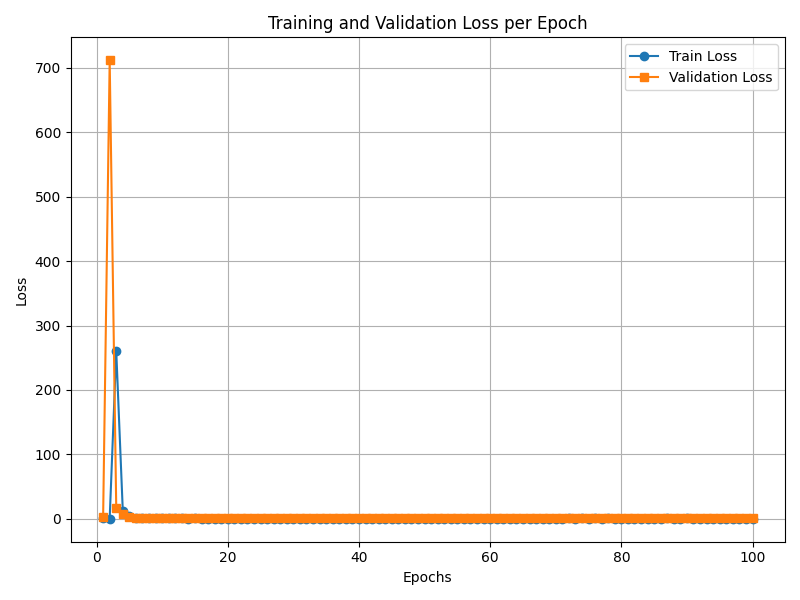 Training and Validation Loss per Epoch
Train Loss
Validation Loss
700
600
500
400
300
200
100
0
Loss
0 20 40 60 80 100
Epochs